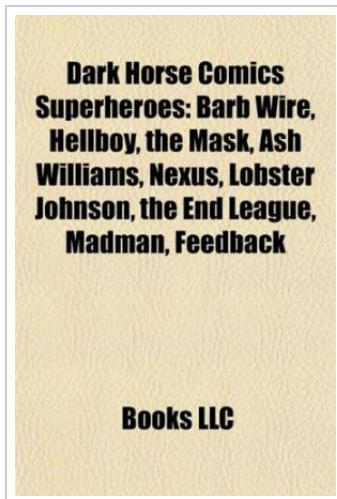 Dark Horse Comics
Superheroes: Barb Wire,
Hellboy, the Mask, Ash
Williams, Nexus, Lobster
Johnson, the End League,
Madman, Feedback
Books LLC